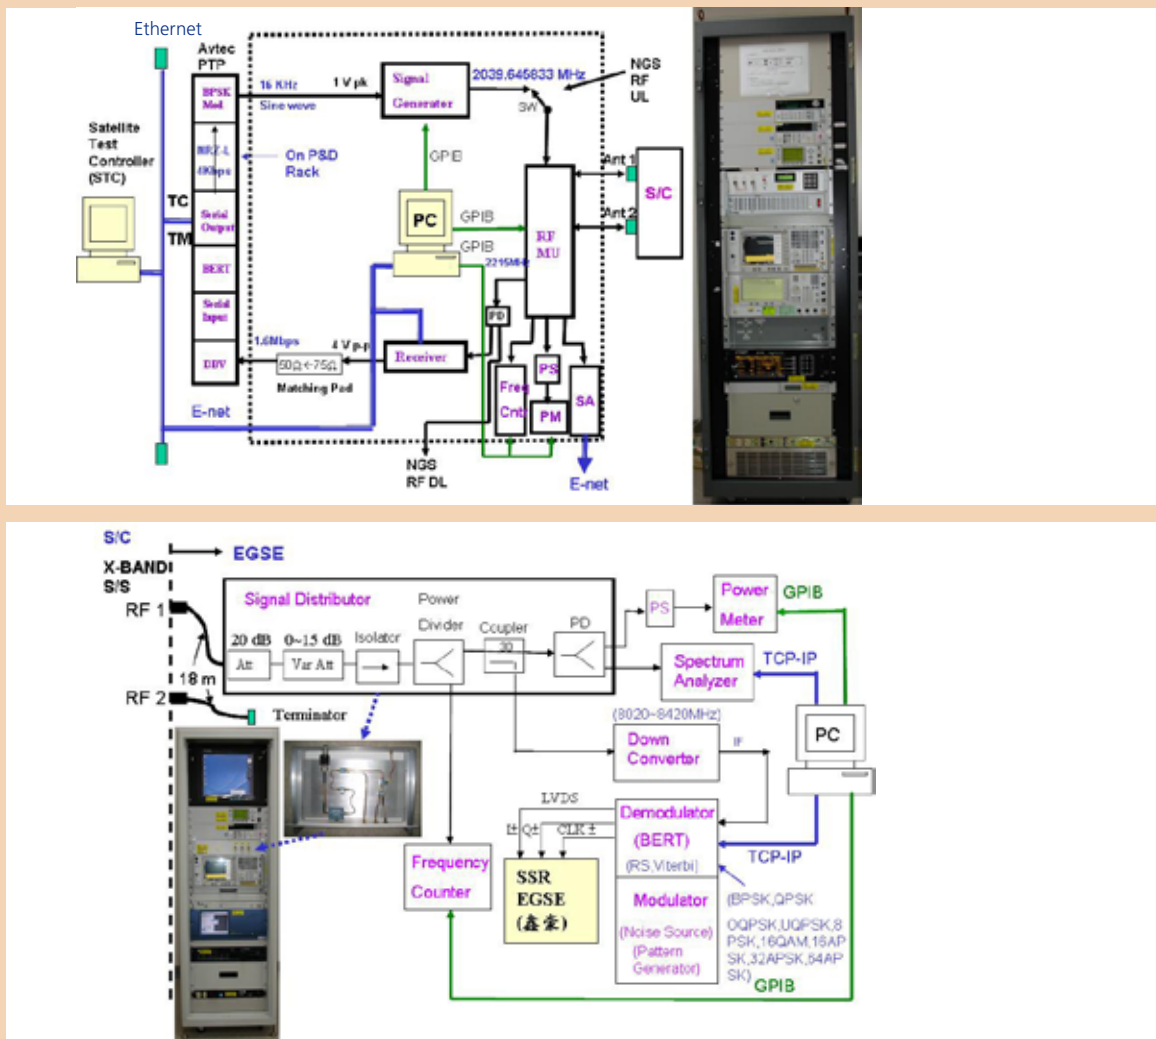 Ethernet
Avtec
PTP
BPSK
Mod.
NRZ-L
4Kbps
Serial
Output
BERT
Serial
Input
DDV
Satellite
Test
Controller
(STC)
TC
TM
16 KHz
Sine wave
1 V pk
On P&D
Rack
Signal
Generator
2039.645833 MHz
SW
NGS
RF
UL
GPIB
PC
GPIB
GPIB
2215MHz
RF
MU
Ant 1
Ant 2
S/C
PD
1.6Mbps
4 V p-p
50Ω<-75Ω
Matching Pad
Receiver
Freq
Cntr
PS
PM
SA
E-net
NGS
RF DL
E-net
S/C
EGSE
X-BAND
S/S
RF 1
18 m
RF 2
Terminator
Signal Distributor
20 dB
Att
0~15 dB
Var Att
Isolator
Power
Divider
Coupler
30
PD
PS
Power
Meter
GPIB
Spectrum
Analyzer
TCP-IP
PC
(8020~8420MHz)
Down
Converter
IF
LVDS
I±
Q±
CLK ±
Demodulator
(BERT)
(RS,Viterbi)
TCP-IP
Frequency
Counter
SSR
EGSE
(鑫豪)
Modulator
(Noise Source)
(Pattern
Generator)
(BPSK,QPSK
OQPSK,UQPSK,8
PSK,16QAM,16AP
SK,32APSK,64AP
SK)
GPIB